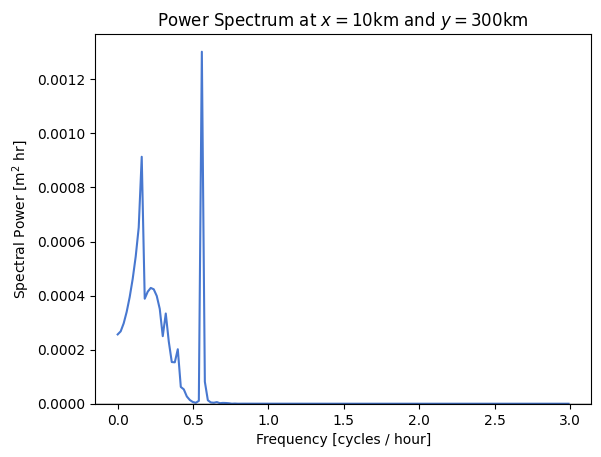 Power Spectrum at x = 10km and y = 300km
Spectral Power [m² hr]
0.0012
0.0010
0.0008
0.0006
0.0004
0.0002
0.0000
0.0 0.5 1.0 1.5 2.0 2.5 3.0
Frequency [cycles / hour]